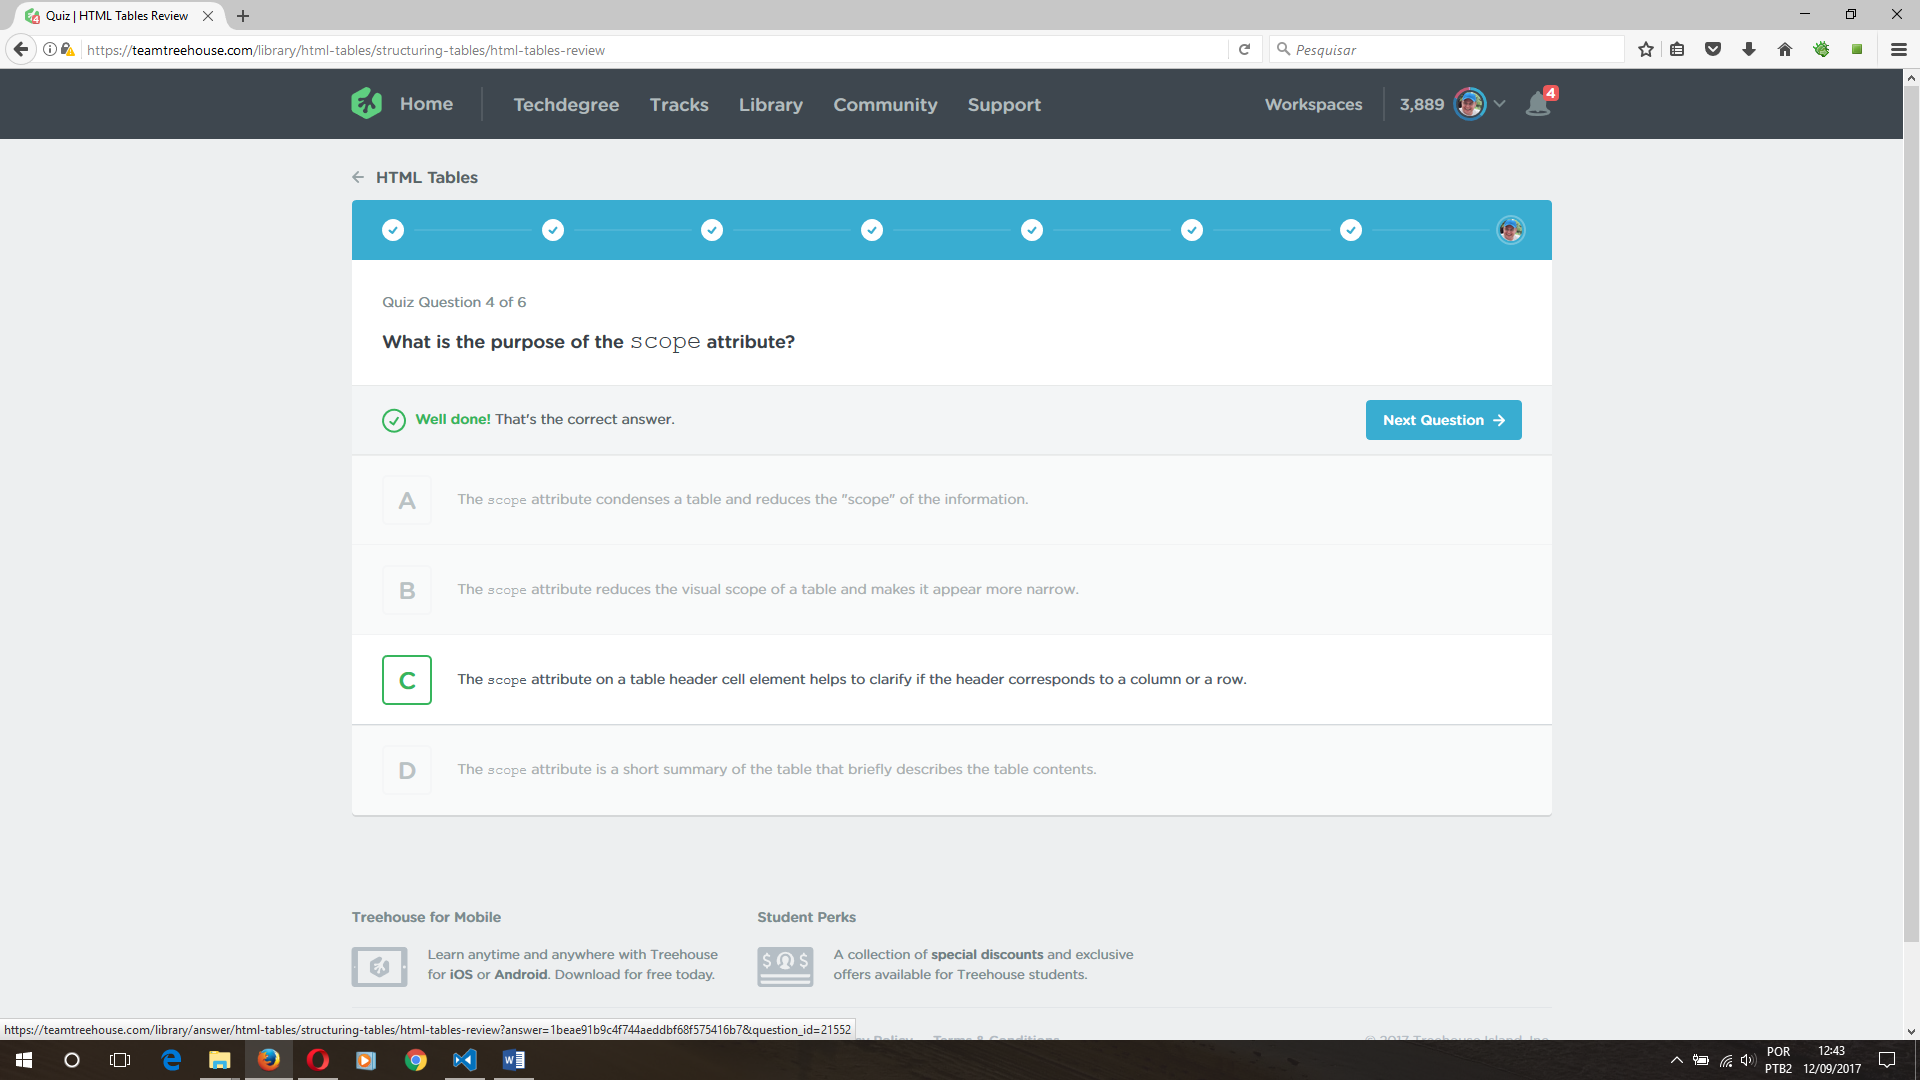 Quiz | HTML Tables Review
https://teamtreehouse.com/library/html-tables/structuring-tables/html-tables-review
Pesquisar
Home
Techdegree
Tracks
Library
Community
Support
Workspaces
3,889
4
HTML Tables
Quiz Question 4 of 6
What is the purpose of the scope attribute?
Well done! That's the correct answer.
Next Question
A
The scope attribute condenses a table and reduces the "scope" of the information.
B
The scope attribute reduces the visual scope of a table and makes it appear more narrow.
C
The scope attribute on a table header cell element helps to clarify if the header corresponds to a column or a row.
D
The scope attribute is a short summary of the table that briefly describes the table contents.
Treehouse for Mobile
Learn anytime and anywhere with Treehouse
for iOS or Android. Download for free today.
Student Perks
A collection of special discounts and exclusive
offers available for Treehouse students.
https://teamtreehouse.com/library/answer/html-tables/structuring-tables/html-tables-review?answer=1beae91b9c4f744aeddbf68f575416b7&question_id=21552
Policy
Terms & Conditions
© 2017 Treehouse Island, Inc.
POR
PTB2
12:43
12/09/2017